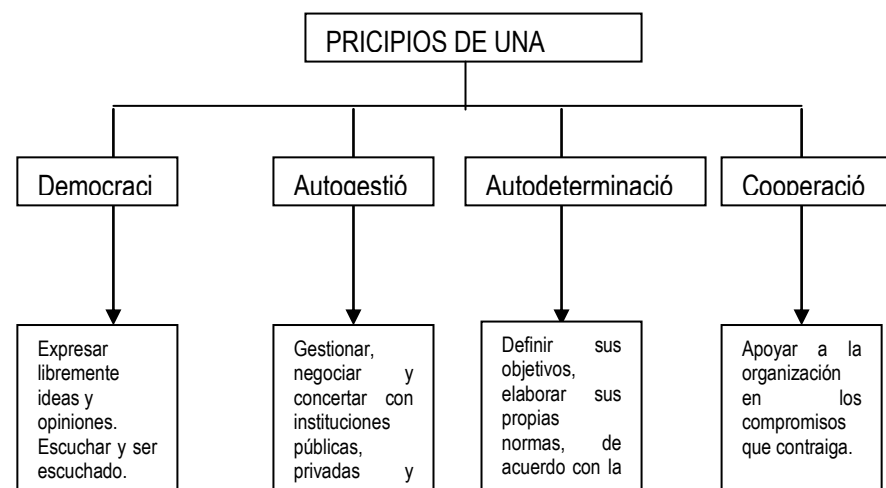 PRICIPIOS DE UNA
Democraci
Autogestió
Autodeterminació
Cooperació
Expresar
libremente
ideas y
opiniones.
Escuchar y ser
escuchado.
Gestionar,
negociar y
concertar con
instituciones
públicas,
privadas y
Definir sus
objetivos,
elaborar sus
propias
normas, de
acuerdo con la
Apoyar a la
organización
en los
compromisos
que contraiga.